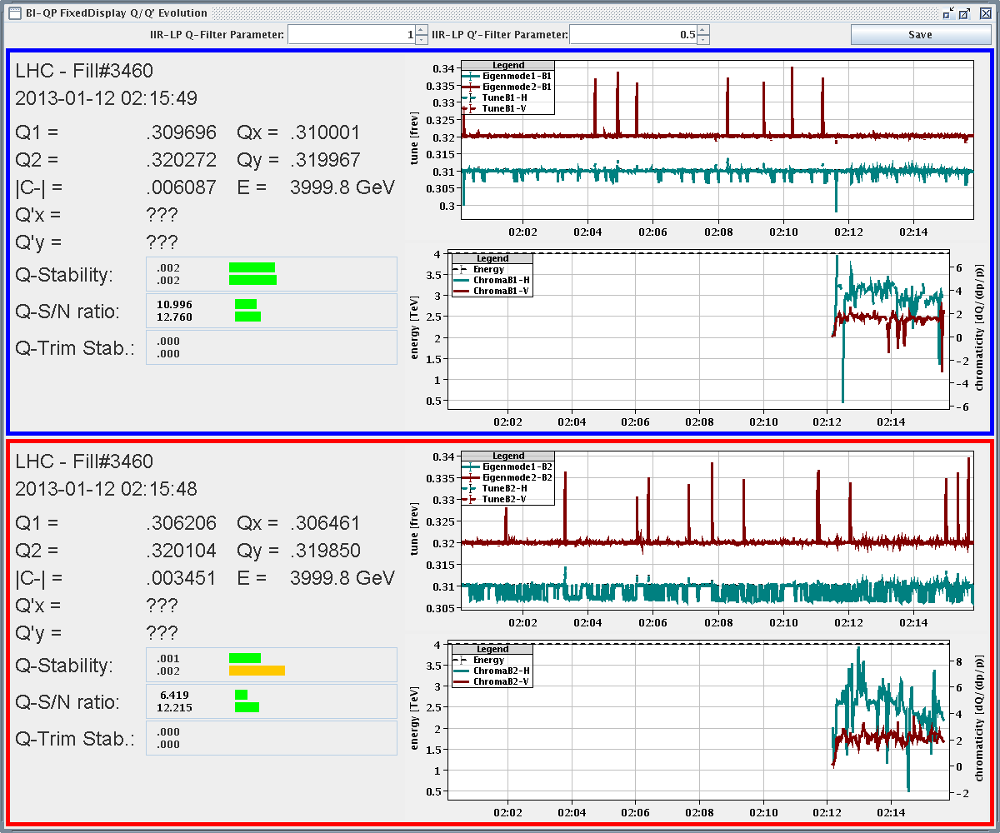 BI-QP FixedDisplay Q/Q' Evolution
IIR-LP Q-Filter Parameter: 1 IIR-LP Q'-Filter Parameter: 0.5 Save
LHC - Fill#3460
2013-01-12 02:15:49
Q1 = .309696 Qx = .310001
Q2 = .320272 Qy = .319967
|C-| = .006087 E = 3999.8 GeV
Q'x = ???
Q'y = ???
Q-Stability: .002
.002
Q-S/N ratio: 10.996
12.760
Q-Trim Stab.: .000
.000
tune [frev]
0.34
0.335
0.33
0.325
0.32
0.315
0.31
0.305
0.3
Legend
Eigenmode1-B1
Eigenmode2-B1
TuneB1-H
TuneB1-V
02:02 02:04 02:06 02:08 02:10 02:12 02:14
energy [TeV]
4
3.5
3
2.5
2
1.5
1
0.5
Legend
Energy
ChromaB1-H
ChromaB1-V
6
4
2
0
-2
-4
-6
chromaticity [dQ/(dp/p)]
02:02 02:04 02:06 02:08 02:10 02:12 02:14
LHC - Fill#3460
2013-01-12 02:15:48
Q1 = .306206 Qx = .306461
Q2 = .320104 Qy = .319850
|C-| = .003451 E = 3999.8 GeV
Q'x = ???
Q'y = ???
Q-Stability: .001
.002
Q-S/N ratio: 6.419
12.215
Q-Trim Stab.: .000
.000
tune [frev]
0.34
0.335
0.33
0.325
0.32
0.315
0.31
0.305
Legend
Eigenmode1-B2
Eigenmode2-B2
TuneB2-H
TuneB2-V
02:02 02:04 02:06 02:08 02:10 02:12 02:14
energy [TeV]
4
3.5
3
2.5
2
1.5
1
0.5
Legend
Energy
ChromaB2-H
ChromaB2-V
8
6
4
2
0
-2
chromaticity [dQ/(dp/p)]
02:02 02:04 02:06 02:08 02:10 02:12 02:14